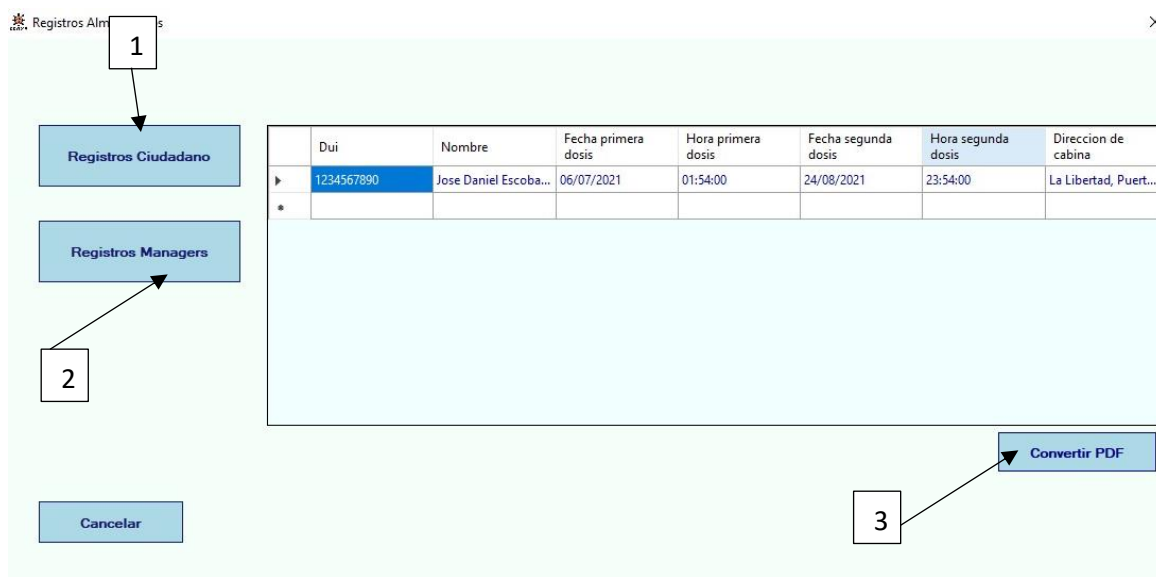 Registros Alm
s
1
Registros Ciudadano
Registros Managers
2
Dui Nombre Fecha primera dosis Hora primera dosis Fecha segunda dosis Hora segunda dosis Direccion de cabina
1234567890 Jose Daniel Escoba... 06/07/2021 01:54:00 24/08/2021 23:54:00 La Libertad, Puert...
Convertir PDF
3
Cancelar